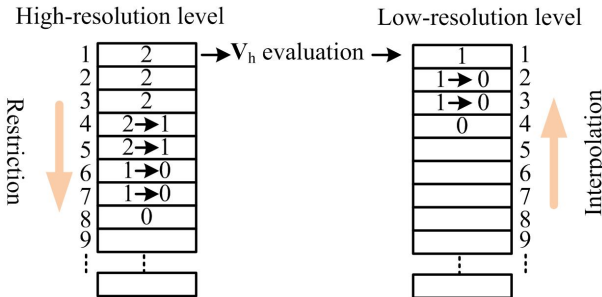 High-resolution level
Low-resolution level
1 2 → V_h evaluation → 1 1
2 2 1→0 2
3 2 1→0 3
4 2→1 0 4
5 2→1 5
6 1→0 6
7 1→0 7
8 0 8
9 9
Restriction
Interpolation